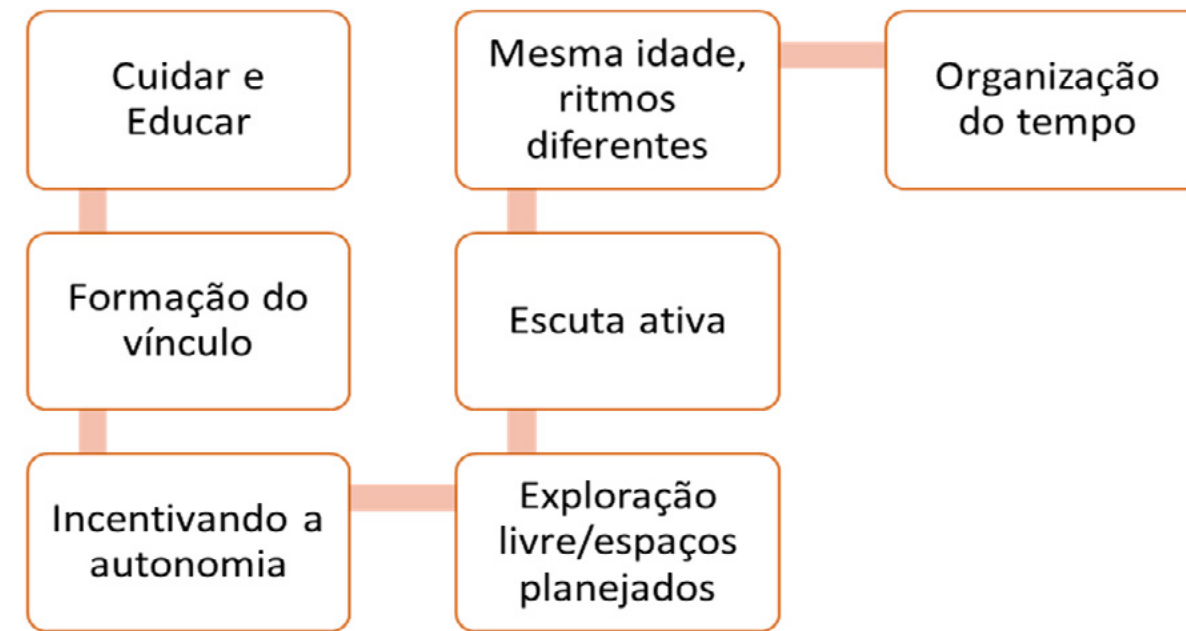 Cuidar e
Educar
Formação do
vínculo
Incentivando a
autonomia
Exploração
livre/espaços
planejados
Escuta ativa
Mesma idade,
ritmos
diferentes
Organização
do tempo